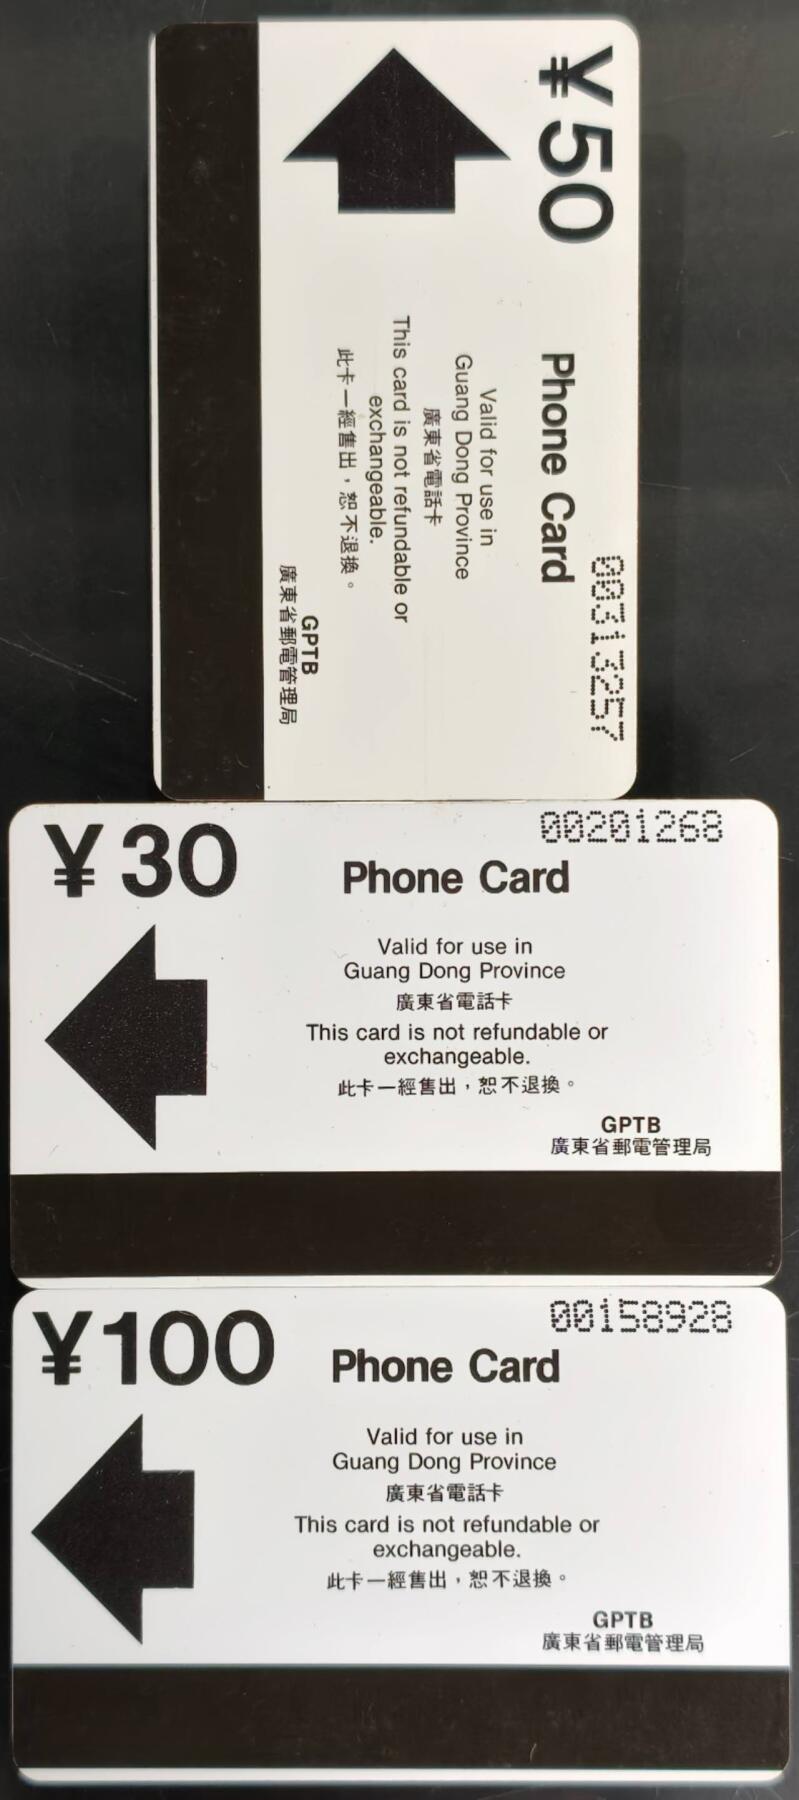 ¥50
Phone Card
00313257
Valid for use in
Guang Dong Province
廣東省電話卡
This card is not refundable or
exchangeable.
此卡一經售出，恕不退換。
GPTB
廣東省郵電管理局
¥30
00201268
Phone Card
Valid for use in
Guang Dong Province
廣東省電話卡
This card is not refundable or
exchangeable.
此卡一經售出，恕不退換。
GPTB
廣東省郵電管理局
¥100
00158928
Phone Card
Valid for use in
Guang Dong Province
廣東省電話卡
This card is not refundable or
exchangeable.
此卡一經售出，恕不退換。
GPTB
廣東省郵電管理局